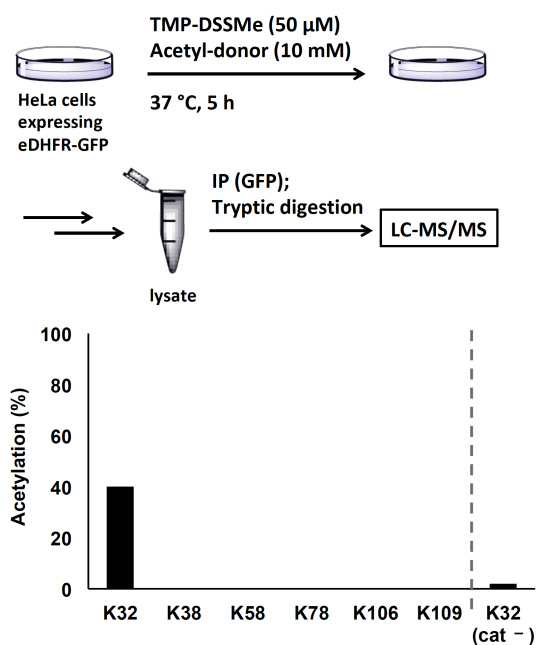 TMP-DSSMe (50 μM)
Acetyl-donor (10 mM)
37 °C, 5 h
HeLa cells
expressing
eDHFR-GFP
IP (GFP);
Tryptic digestion
LC-MS/MS
lysate
Acetylation (%)
100
80
60
40
20
0
K32 K38 K58 K78 K106 K109 K32
(cat −)